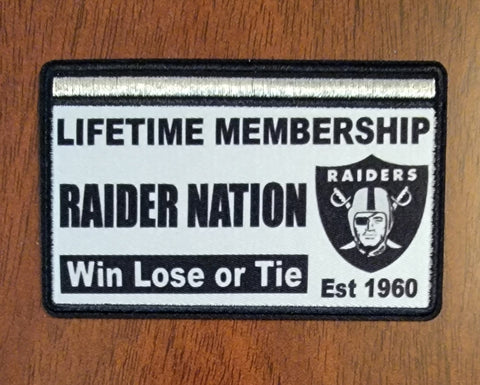 LIFETIME MEMBERSHIP
RAIDER NATION
RAIDERS
Win Lose or Tie
Est 1960